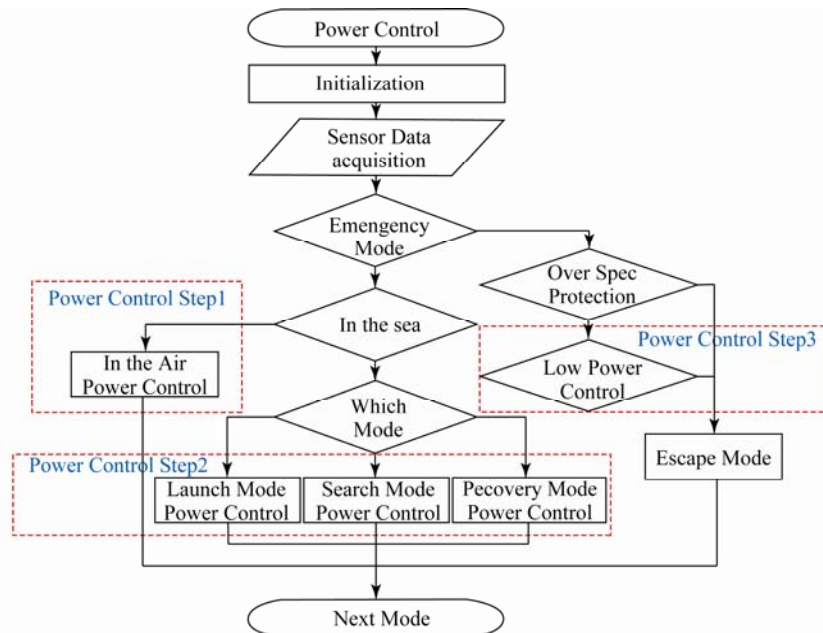 Power Control
Initialization
Sensor Data
acquisition
Emengency
Mode
Over Spec
Protection
Power Control Step1
In the sea
Power Control Step3
In the Air
Power Control
Low Power
Control
Which
Mode
Escape Mode
Power Control Step2
Launch Mode
Power Control
Search Mode
Power Control
Pecovery Mode
Power Control
Next Mode